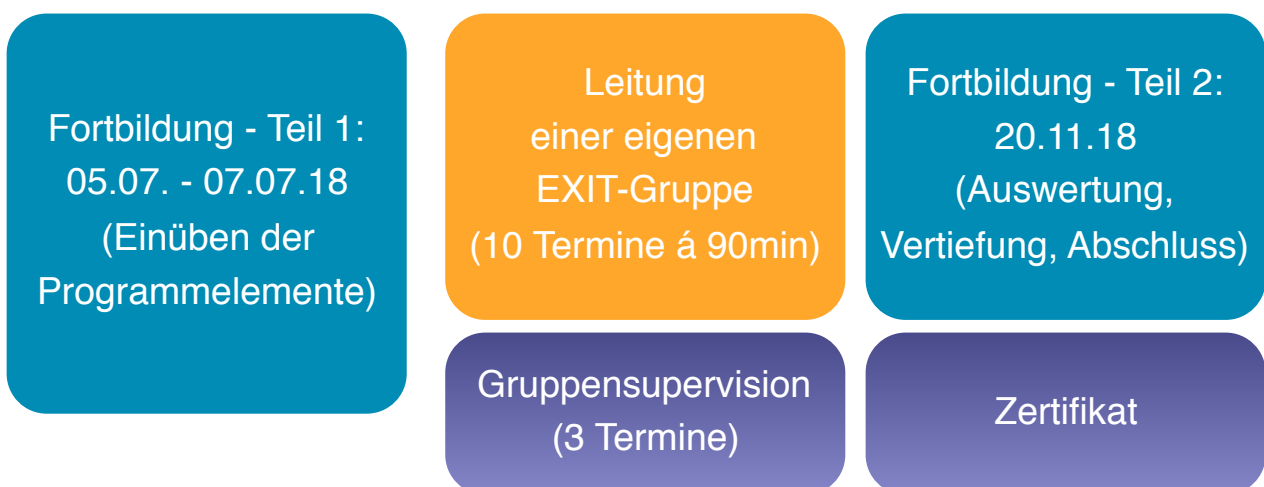 Fortbildung - Teil 1:
05.07. - 07.07.18
(Einüben der
Programmelemente)
Leitung
einer eigenen
EXIT-Gruppe
(10 Termine á 90min)
Gruppensupervision
(3 Termine)
Fortbildung - Teil 2:
20.11.18
(Auswertung,
Vertiefung, Abschluss)
Zertifikat